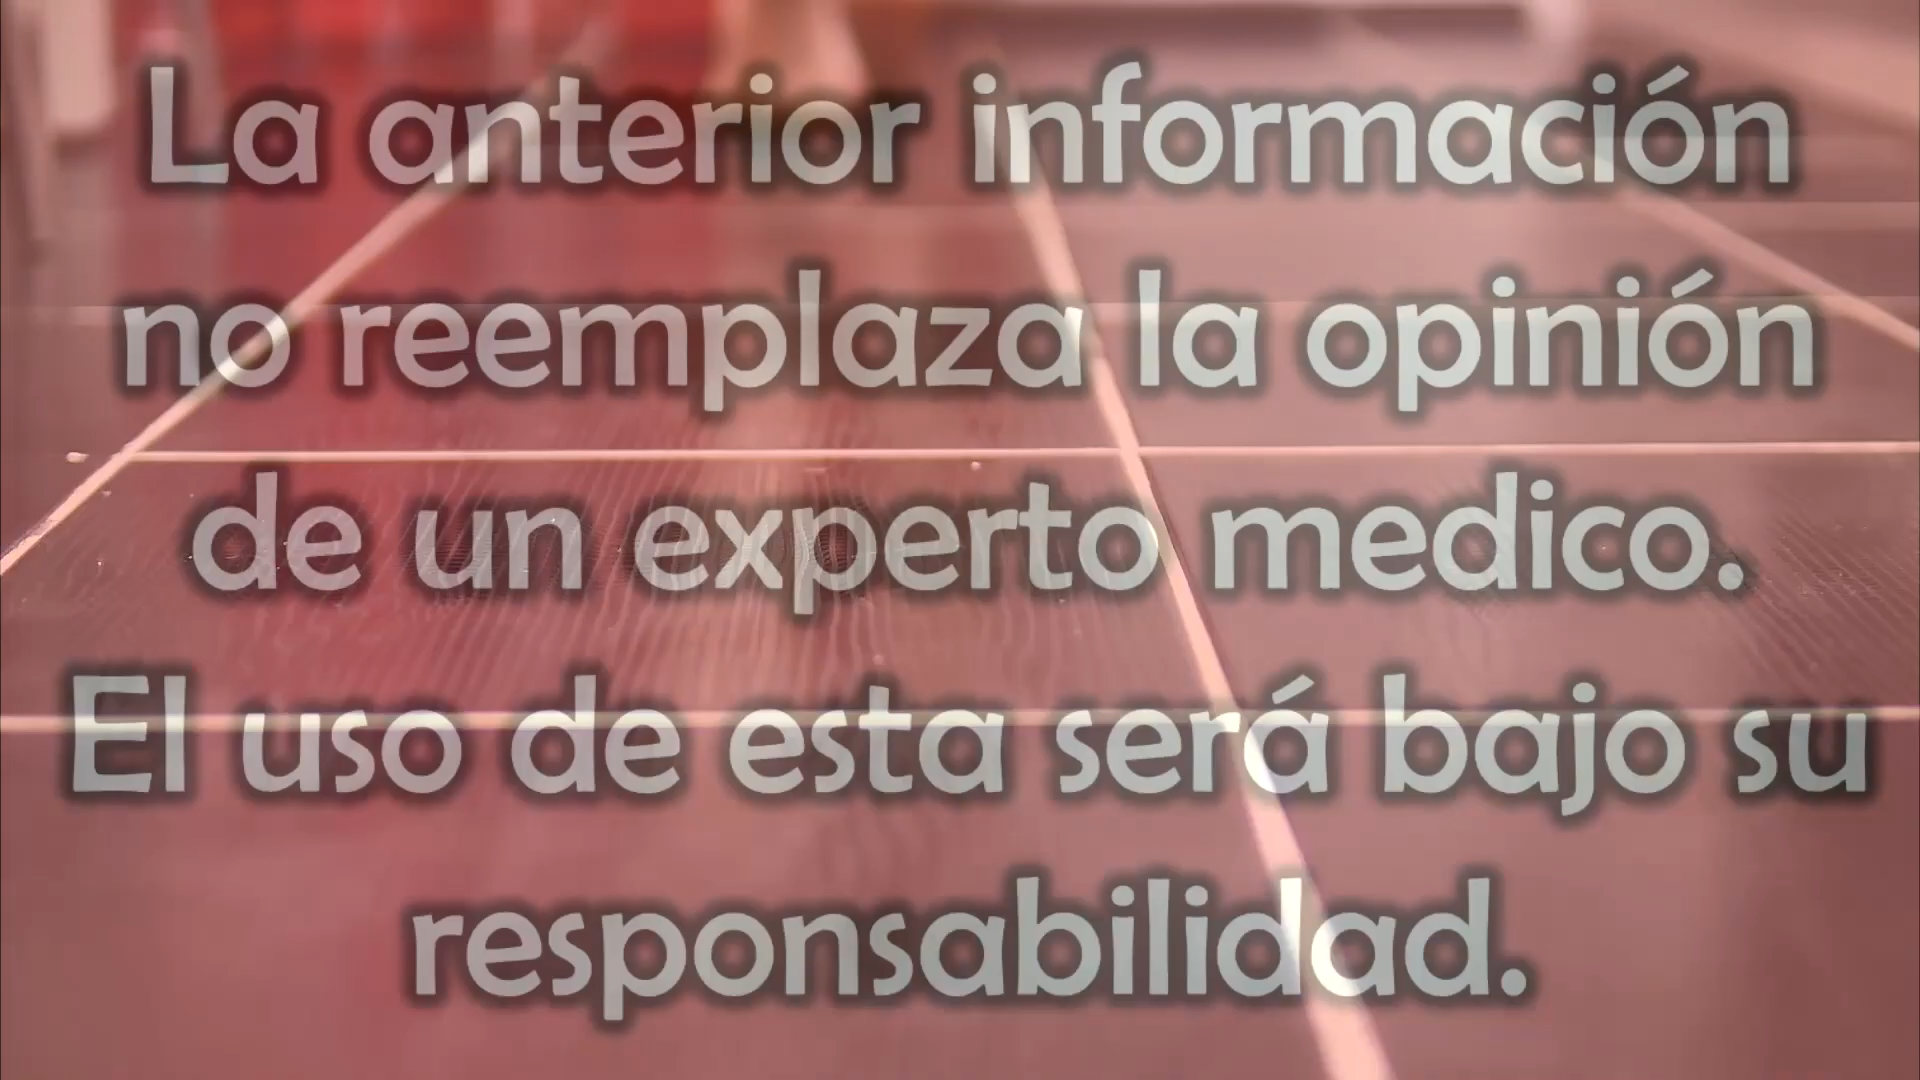 La anterior información
no reemplaza la opinión
de un experto medico.
El uso de esta será bajo su
responsabilidad.